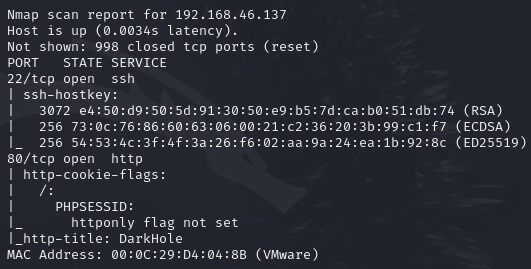 Nmap scan report for 192.168.46.137
Host is up (0.0034s latency).
Not shown: 998 closed tcp ports (reset)
PORT   STATE SERVICE
22/tcp open  ssh
| ssh-hostkey:
|   3072 e4:50:d9:50:5d:91:30:50:e9:b5:7d:ca:b0:51:db:74 (RSA)
|   256 73:0c:76:86:60:63:06:00:21:c2:36:20:3b:99:c1:f7 (ECDSA)
|_  256 54:53:4c:3f:4f:3a:26:f6:02:aa:9a:24:ea:1b:92:8c (ED25519)
80/tcp open  http
| http-cookie-flags:
|   /:
|     PHPSESSID:
|_      httponly flag not set
|_http-title: DarkHole
MAC Address: 00:0C:29:D4:04:8B (VMware)